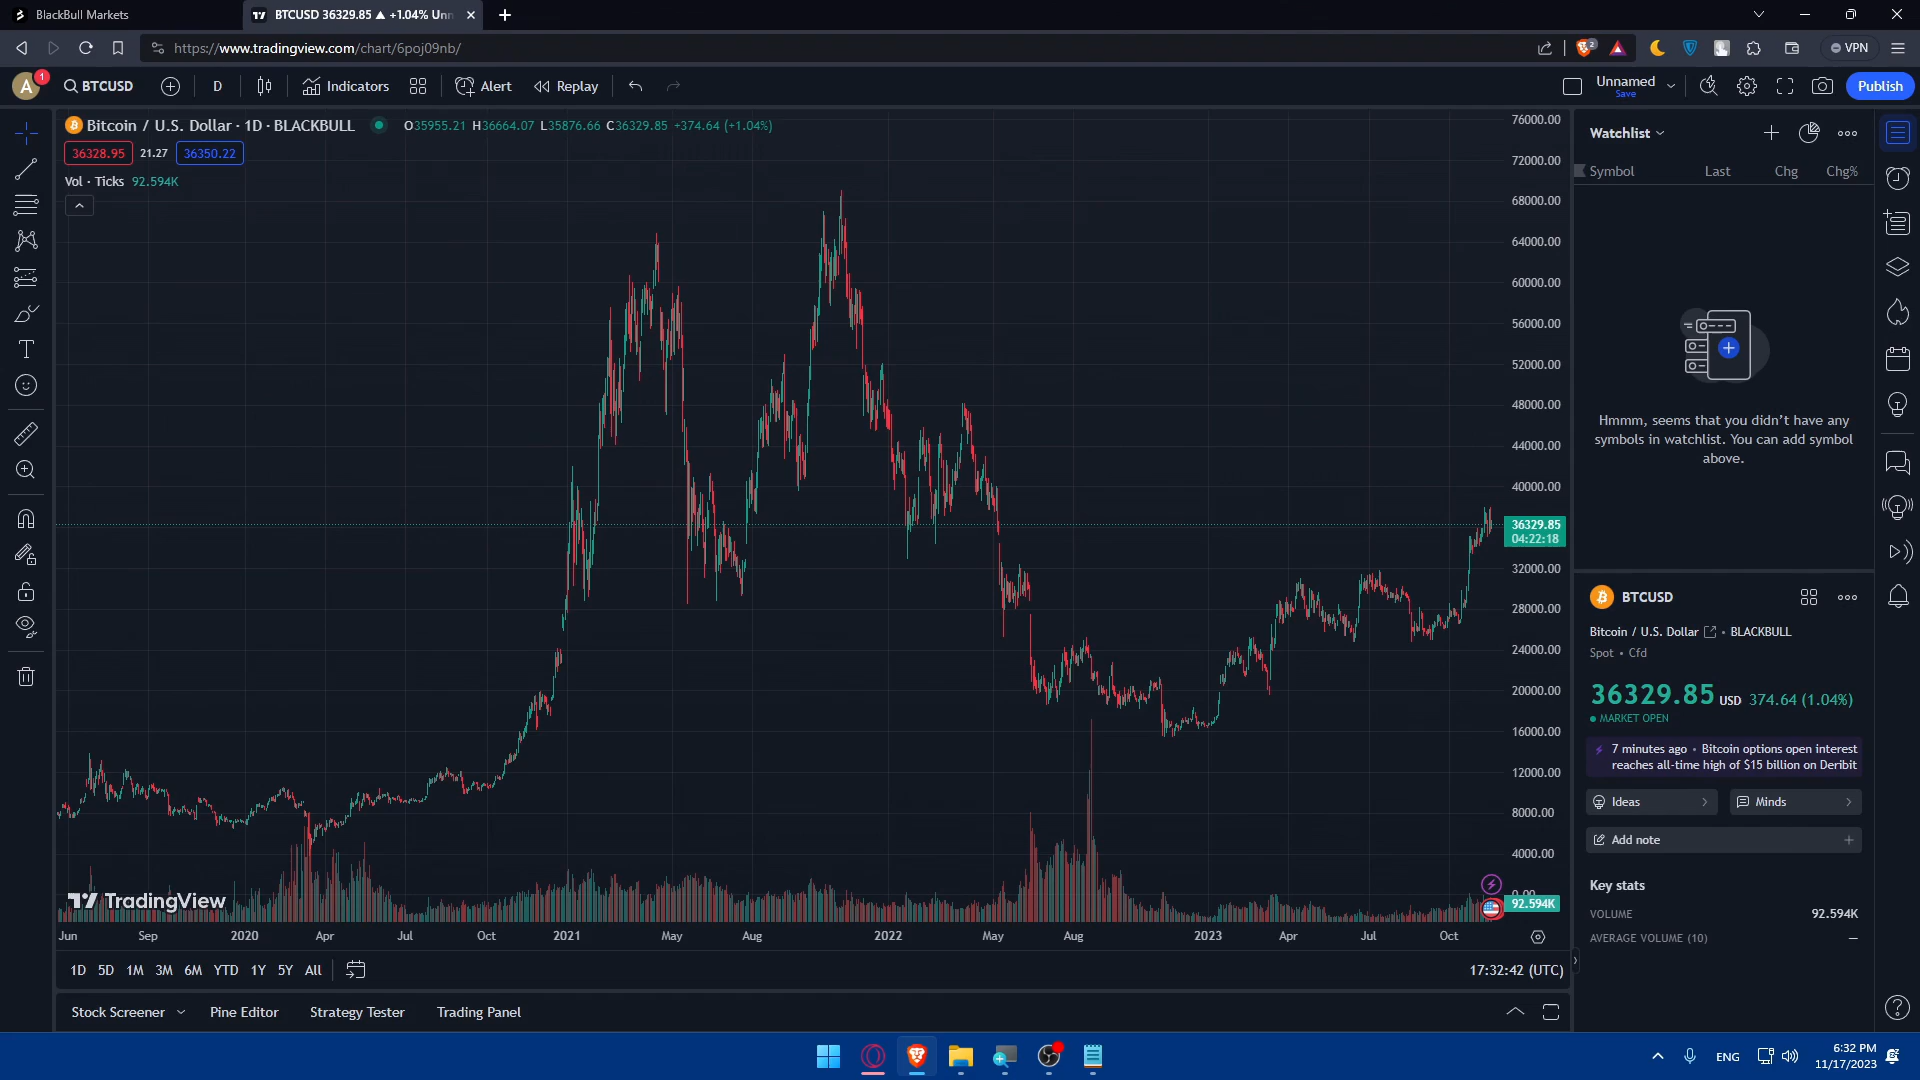 BlackBull Markets
BTCUSD 36329.85 ▲ +1.04% Unn
https://www.tradingview.com/chart/6poj09nb/
2
VPN
A
1
BTCUSD
D
Indicators
Alert
Replay
Unnamed
Save
Publish
Bitcoin / U.S. Dollar · 1D · BLACKBULL
O35955.21 H36664.07 L35876.66 C36329.85 +374.64 (+1.04%)
36328.95 21.27 36350.22
Vol · Ticks 92.594K
76000.00
72000.00
68000.00
64000.00
60000.00
56000.00
52000.00
48000.00
44000.00
40000.00
36329.85
04:22:18
32000.00
28000.00
24000.00
20000.00
16000.00
12000.00
8000.00
4000.00
0.00
92.594K
TradingView
Jun Sep 2020 Apr Jul Oct 2021 May Aug 2022 May Aug 2023 Apr Jul Oct
1D 5D 1M 3M 6M YTD 1Y 5Y All
17:32:42 (UTC)
Stock Screener Pine Editor Strategy Tester Trading Panel
Watchlist
Symbol Last Chg Chg%
Hmmm, seems that you didn’t have any
symbols in watchlist. You can add symbol
above.
BTCUSD
Bitcoin / U.S. Dollar • BLACKBULL
Spot • Cfd
36329.85 USD 374.64 (1.04%)
MARKET OPEN
7 minutes ago • Bitcoin options open interest
reaches all-time high of $15 billion on Deribit
Ideas
Minds
Add note
Key stats
VOLUME 92.594K
AVERAGE VOLUME (10) —
ENG
6:32 PM
11/17/2023